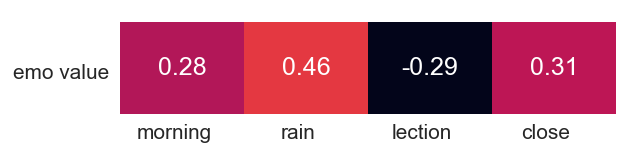 emo value 0.28 0.46 -0.29 0.31
morning rain lection close